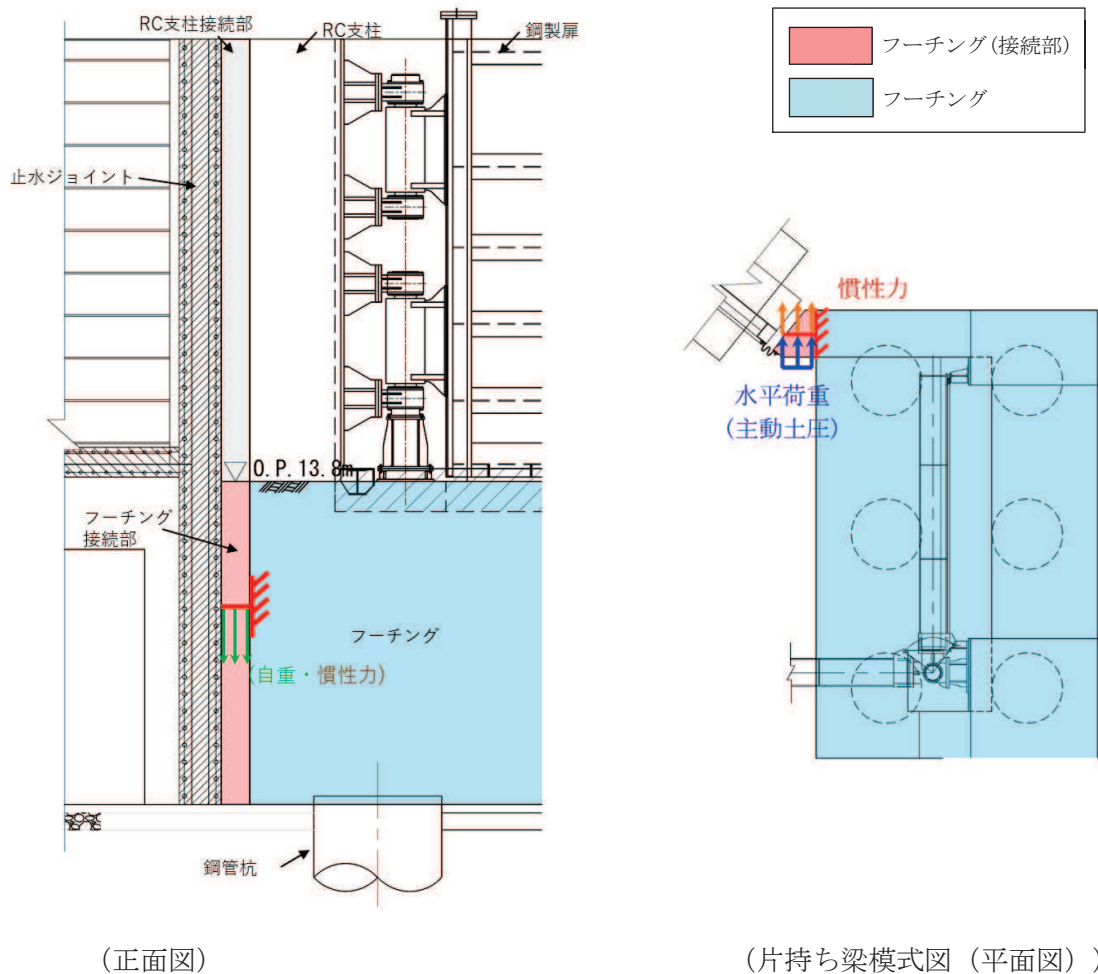 RC支柱接続部
RC支柱
鋼製扉
フーチング(接続部)
フーチング
止水ジョイント
慣性力
水平荷重
(主動土圧)
O.P.13.8m
フーチング
接続部
フーチング
(自重・慣性力)
鋼管杭
(正面図)
(片持ち梁模式図(平面図))